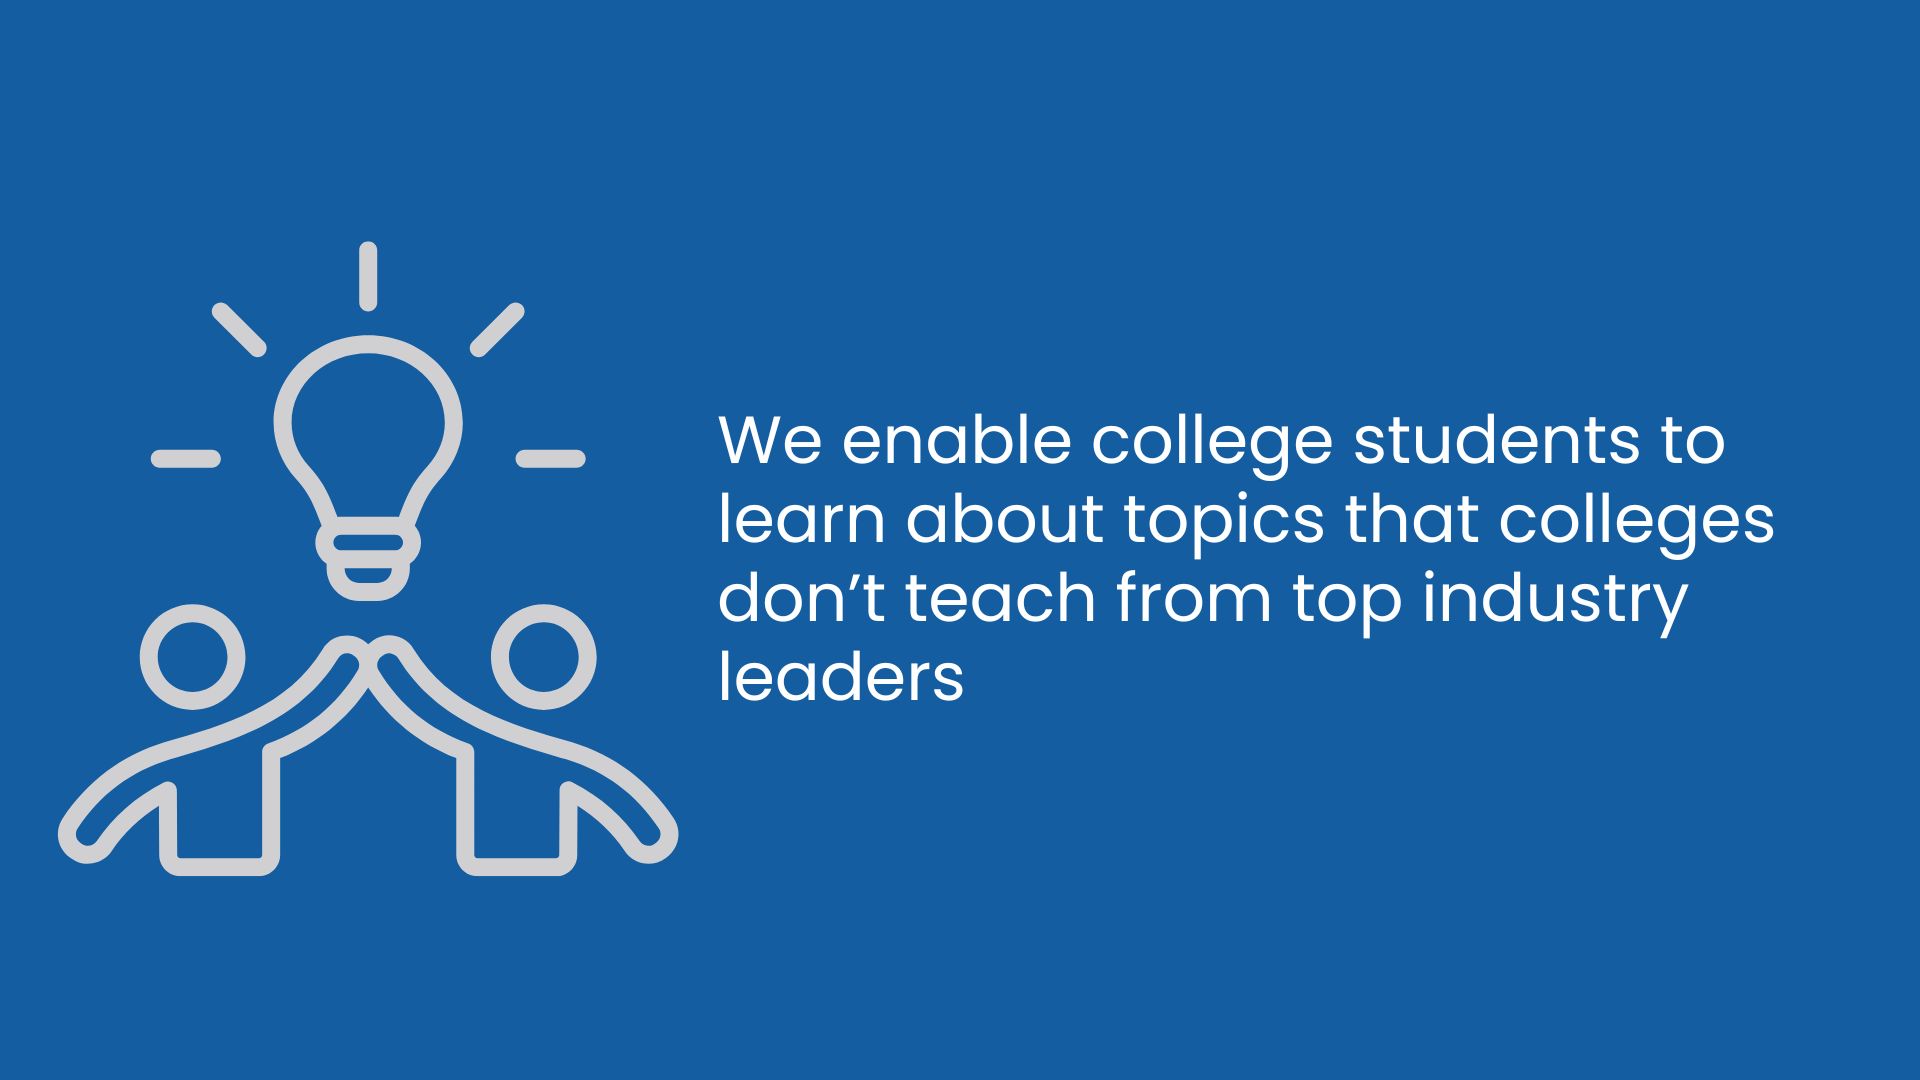 We enable college students to
learn about topics that colleges
don’t teach from top industry
leaders